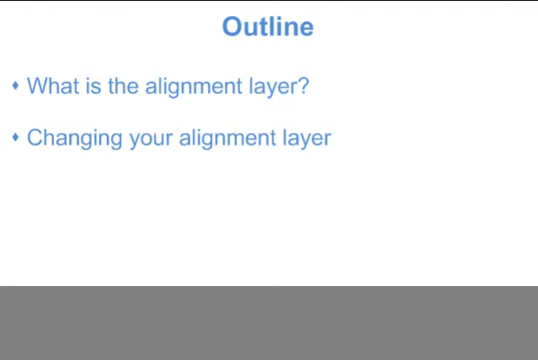 Outline
♦ What is the alignment layer?
♦ Changing your alignment layer